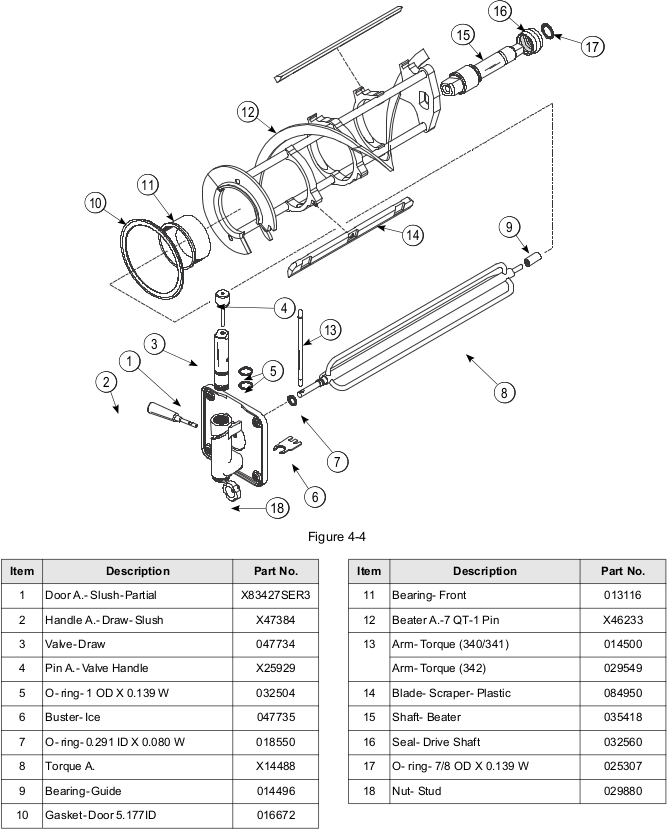 16
15
17
12
11
10
14
9
4
13
3
5
1
2
8
7
6
18
Figure 4-4
Item Description Part No.
1 Door A.- Slush-Partial X83427SER3
2 Handle A.- Draw- Slush X47384
3 Valve-Draw 047734
4 Pin A.- Valve Handle X25929
5 O-ring- 1 OD X 0.139 W 032504
6 Buster-Ice 047735
7 O-ring- 0.291 ID X 0.080 W 018550
8 Torque A. X14488
9 Bearing-Guide 014496
10 Gasket-Door 5.177ID 016672
Item Description Part No.
11 Bearing- Front 013116
12 Beater A.-7 QT-1 Pin X46233
13 Arm- Torque (340/341) 014500
Arm- Torque (342) 029549
14 Blade- Scraper- Plastic 084950
15 Shaft- Beater 035418
16 Seal- Drive Shaft 032560
17 O- ring- 7/8 OD X 0.139 W 025307
18 Nut- Stud 029880